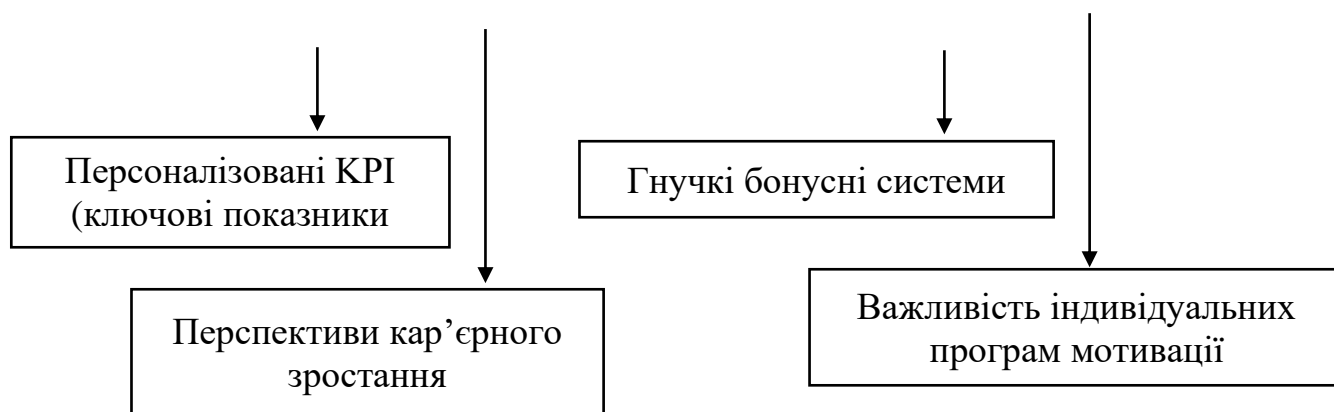 Персоналізовані KPI
(ключові показники
Гнучкі бонусні системи
Перспективи кар’єрного
зростання
Важливість індивідуальних
програм мотивації